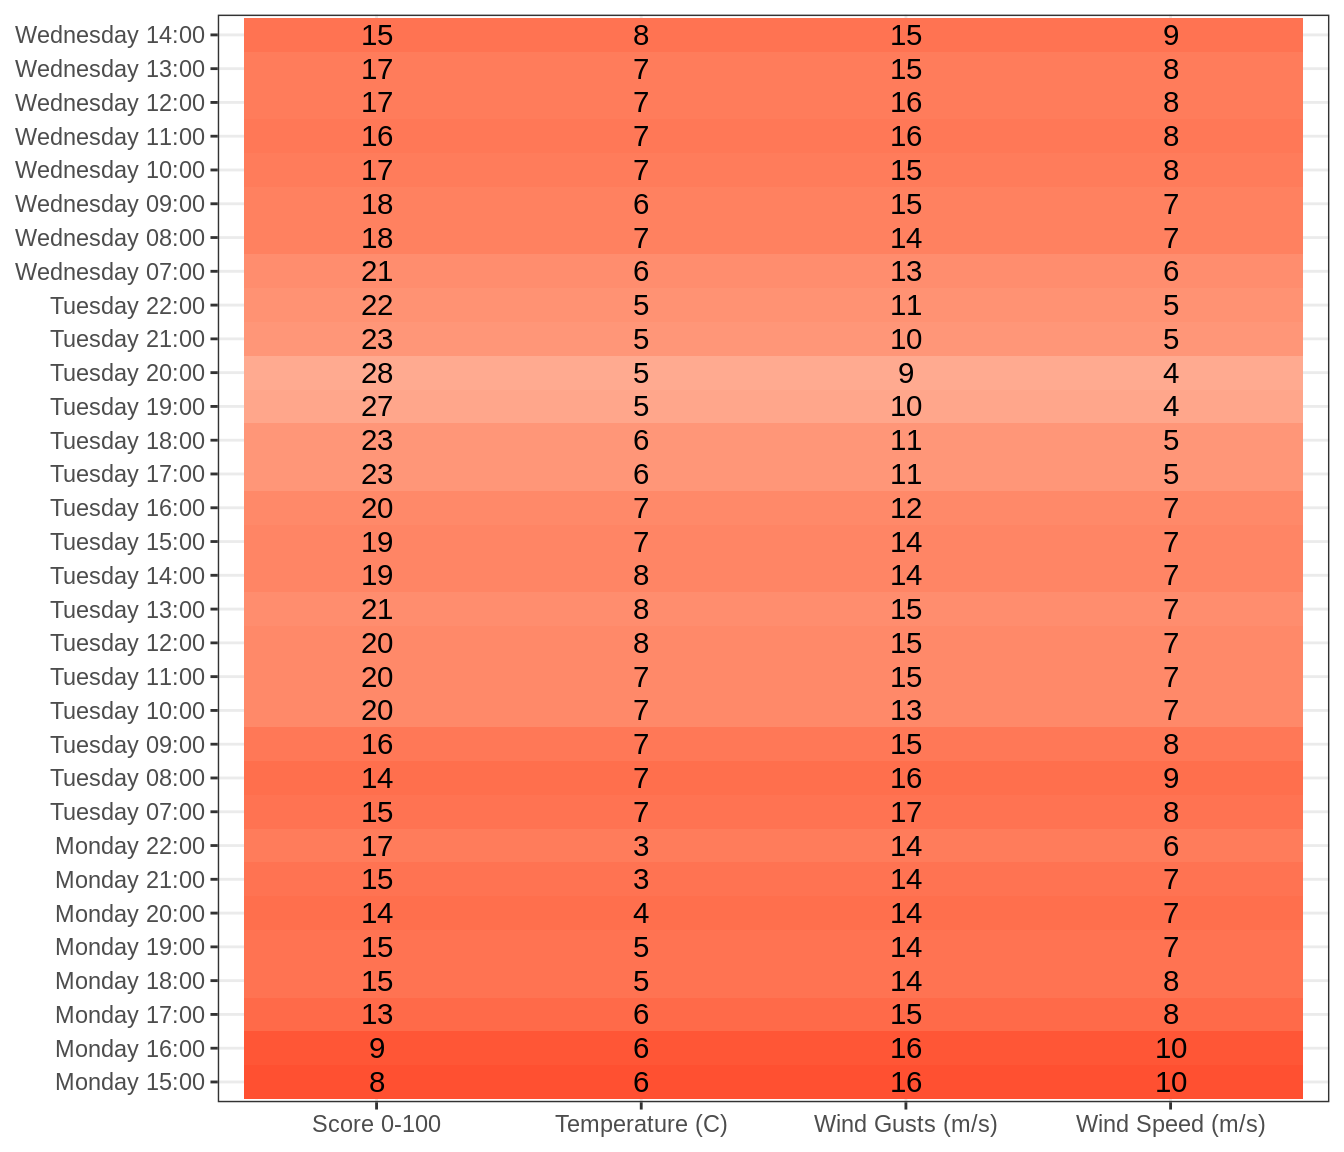 Wednesday 14:00 15 8 15 9
Wednesday 13:00 17 7 15 8
Wednesday 12:00 17 7 16 8
Wednesday 11:00 16 7 16 8
Wednesday 10:00 17 7 15 8
Wednesday 09:00 18 6 15 7
Wednesday 08:00 18 7 14 7
Wednesday 07:00 21 6 13 6
Tuesday 22:00 22 5 11 5
Tuesday 21:00 23 5 10 5
Tuesday 20:00 28 5 9 4
Tuesday 19:00 27 5 10 4
Tuesday 18:00 23 6 11 5
Tuesday 17:00 23 6 11 5
Tuesday 16:00 20 7 12 7
Tuesday 15:00 19 7 14 7
Tuesday 14:00 19 8 14 7
Tuesday 13:00 21 8 15 7
Tuesday 12:00 20 8 15 7
Tuesday 11:00 20 7 15 7
Tuesday 10:00 20 7 13 7
Tuesday 09:00 16 7 15 8
Tuesday 08:00 14 7 16 9
Tuesday 07:00 15 7 17 8
Monday 22:00 17 3 14 6
Monday 21:00 15 3 14 7
Monday 20:00 14 4 14 7
Monday 19:00 15 5 14 7
Monday 18:00 15 5 14 8
Monday 17:00 13 6 15 8
Monday 16:00 9 6 16 10
Monday 15:00 8 6 16 10
Score 0-100 Temperature (C) Wind Gusts (m/s) Wind Speed (m/s)